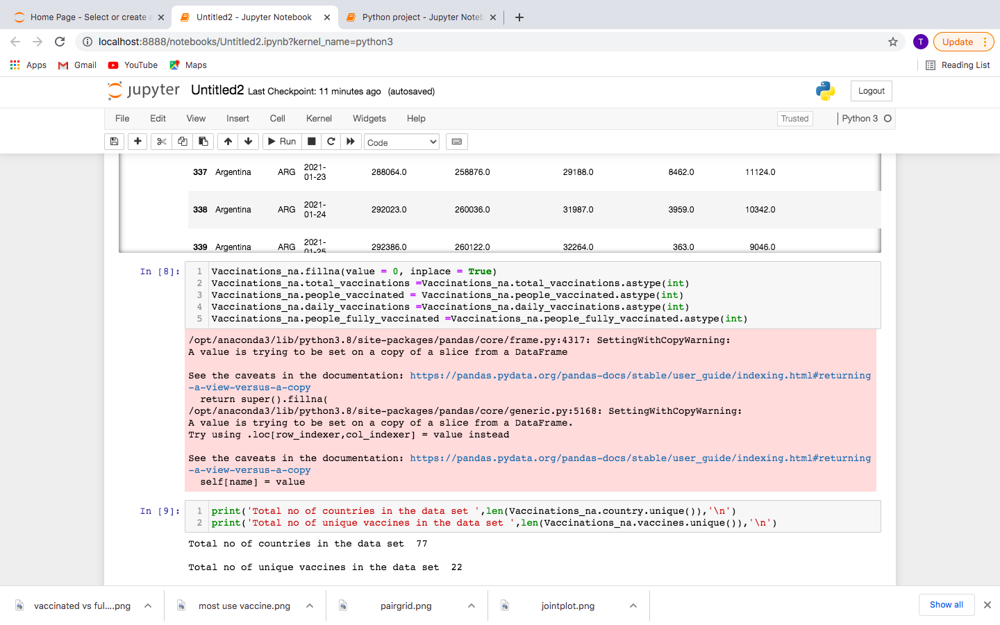 Home Page - Select or create a
Untitled2 - Jupyter Notebook
Python project - Jupyter Noteb
localhost:8888/notebooks/Untitled2.ipynb?kernel_name=python3
T
Update
Apps
Gmail
YouTube
Maps
Reading List
jupyter
Untitled2 Last Checkpoint: 11 minutes ago (autosaved)
Logout
File Edit View Insert Cell Kernel Widgets Help
Trusted
Python 3
Run
Code
337 Argentina ARG 2021-01-23 288064.0 258876.0 29188.0 8462.0 11124.0
338 Argentina ARG 2021-01-24 292023.0 260036.0 31987.0 3959.0 10342.0
339 Argentina ARG 2021-01-25 292386.0 260122.0 32264.0 363.0 9046.0
In [8]:
1 Vaccinations_na.fillna(value = 0, inplace = True)
2 Vaccinations_na.total_vaccinations =Vaccinations_na.total_vaccinations.astype(int)
3 Vaccinations_na.people_vaccinated = Vaccinations_na.people_vaccinated.astype(int)
4 Vaccinations_na.daily_vaccinations =Vaccinations_na.daily_vaccinations.astype(int)
5 Vaccinations_na.people_fully_vaccinated =Vaccinations_na.people_fully_vaccinated.astype(int)
/opt/anaconda3/lib/python3.8/site-packages/pandas/core/frame.py:4317: SettingWithCopyWarning:
A value is trying to be set on a copy of a slice from a DataFrame
See the caveats in the documentation: https://pandas.pydata.org/pandas-docs/stable/user_guide/indexing.html#returning
-a-view-versus-a-copy
return super().fillna(
/opt/anaconda3/lib/python3.8/site-packages/pandas/core/generic.py:5168: SettingWithCopyWarning:
A value is trying to be set on a copy of a slice from a DataFrame.
Try using .loc[row_indexer,col_indexer] = value instead
See the caveats in the documentation: https://pandas.pydata.org/pandas-docs/stable/user_guide/indexing.html#returning
-a-view-versus-a-copy
self[name] = value
In [9]:
1 print('Total no of countries in the data set ',len(Vaccinations_na.country.unique()),'\n')
2 print('Total no of unique vaccines in the data set ',len(Vaccinations_na.vaccines.unique()),'\n')
Total no of countries in the data set  77
Total no of unique vaccines in the data set  22
vaccinated vs ful....png
most use vaccine.png
pairgrid.png
jointplot.png
Show all